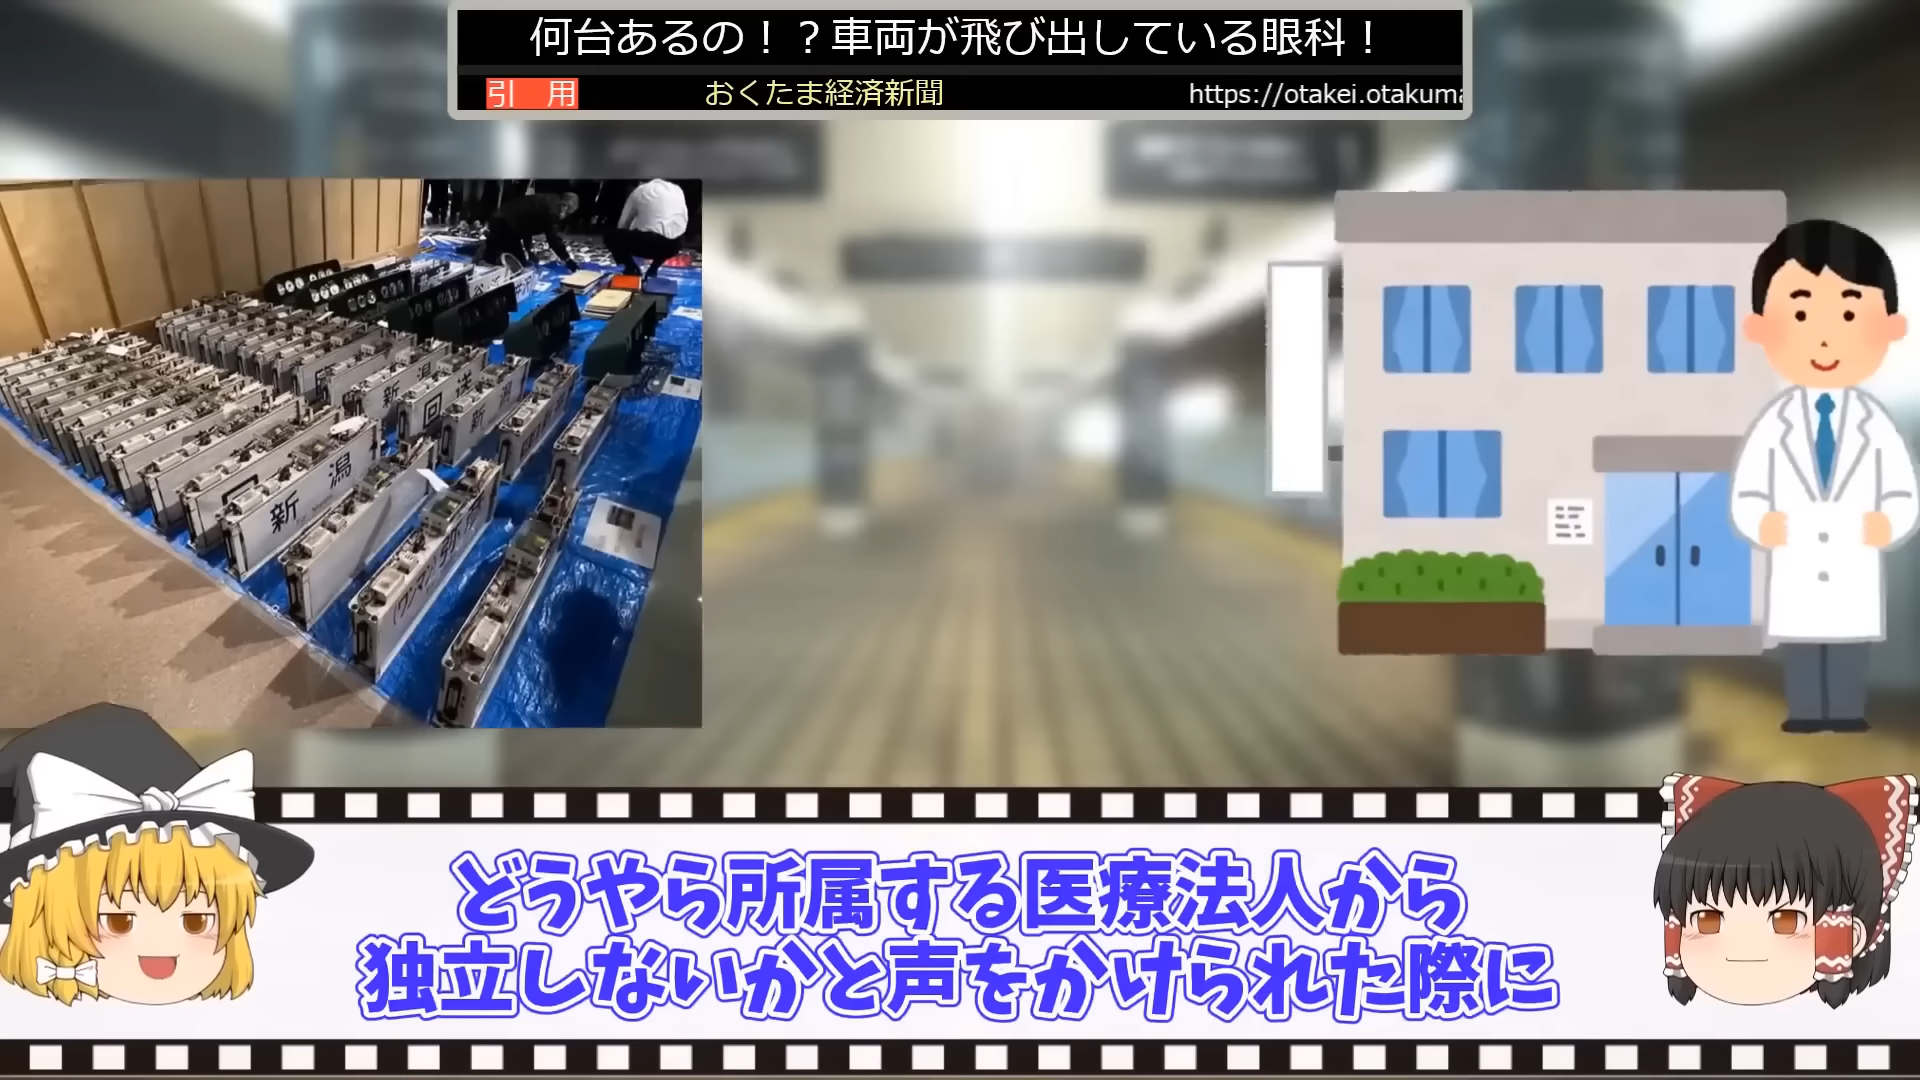 何台あるの！？車両が飛び出している眼科！
引　用　おくたま経済新聞　https://otakei.otakuma
新潟
回
新潟
どうやら所属する医療法人から
独立しないかと声をかけられた際に